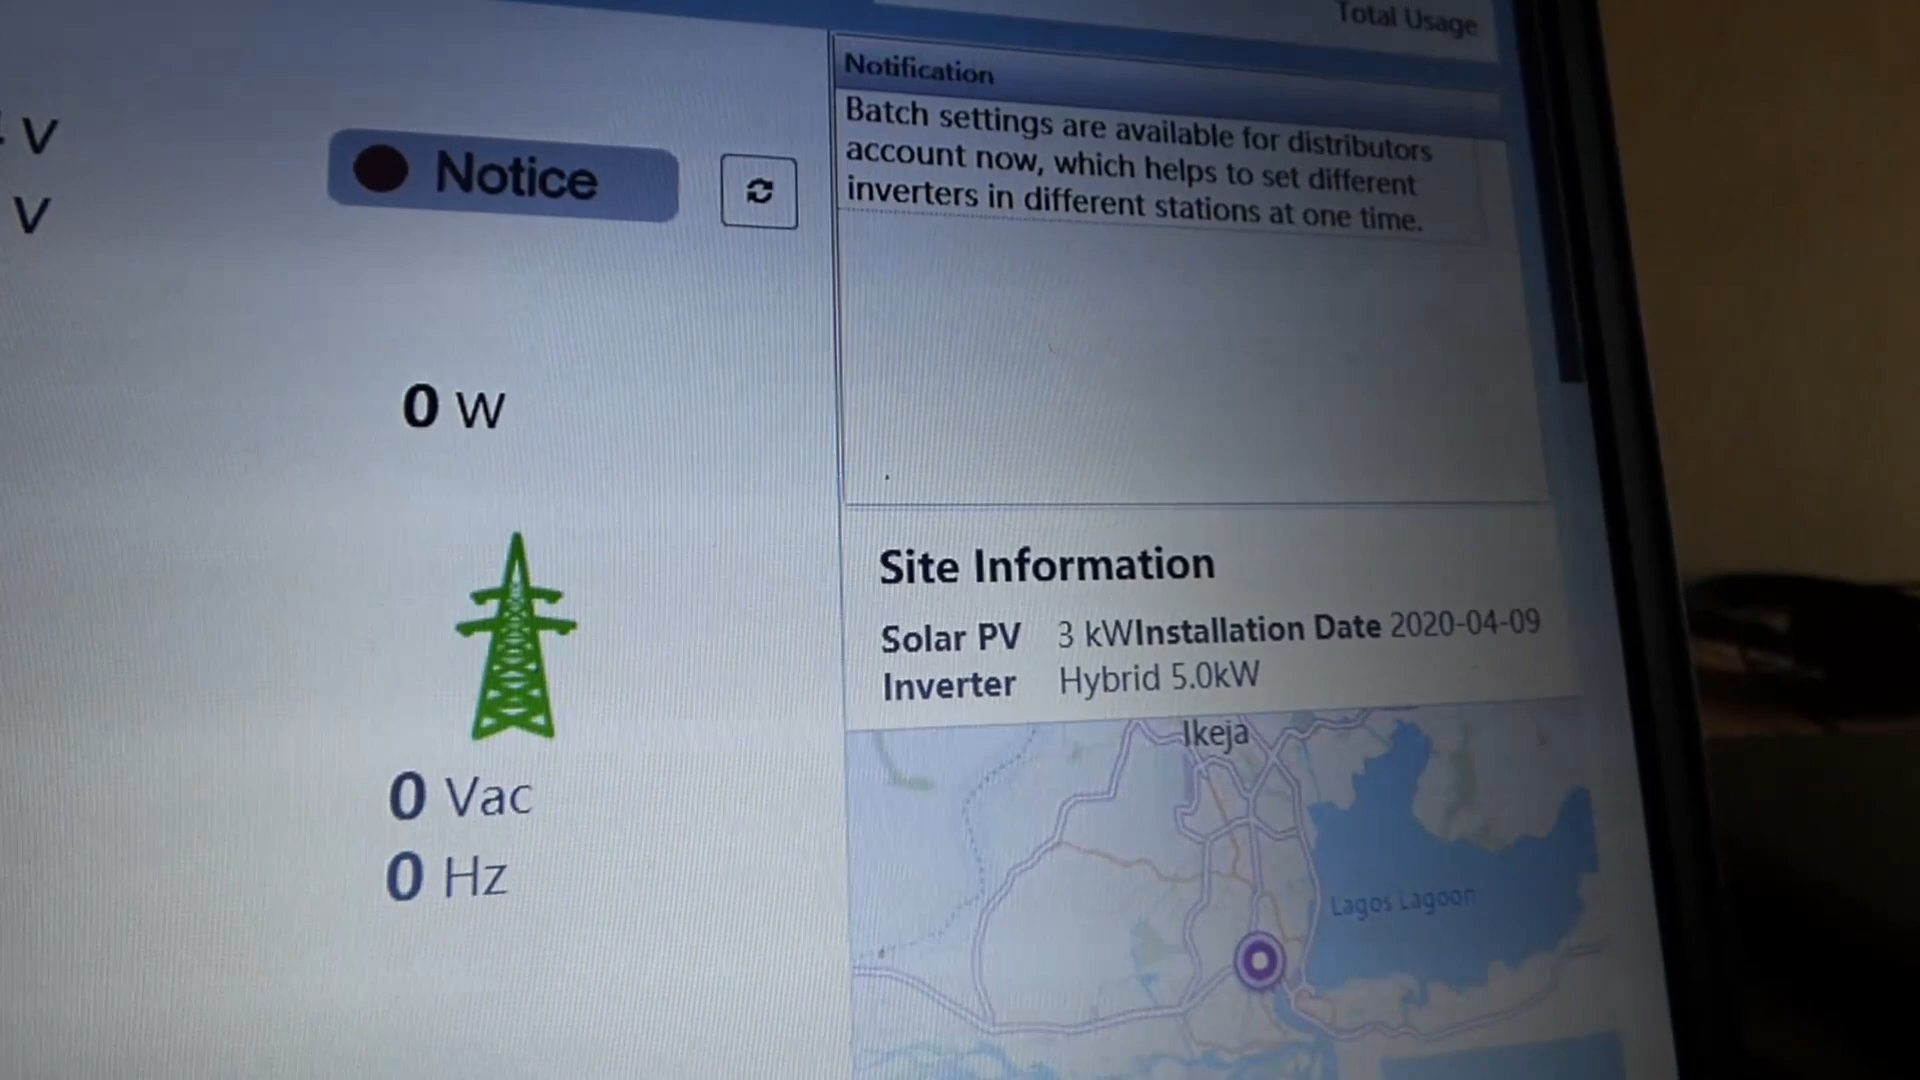 Total Usage
V
V
Notice
Notification
Batch settings are available for distributors
account now, which helps to set different
inverters in different stations at one time.
0 W
0 Vac
0 Hz
Site Information
Solar PV 3 kWInstallation Date 2020-04-09
Inverter Hybrid 5.0kW
Ikeja
Lagos Lagoon